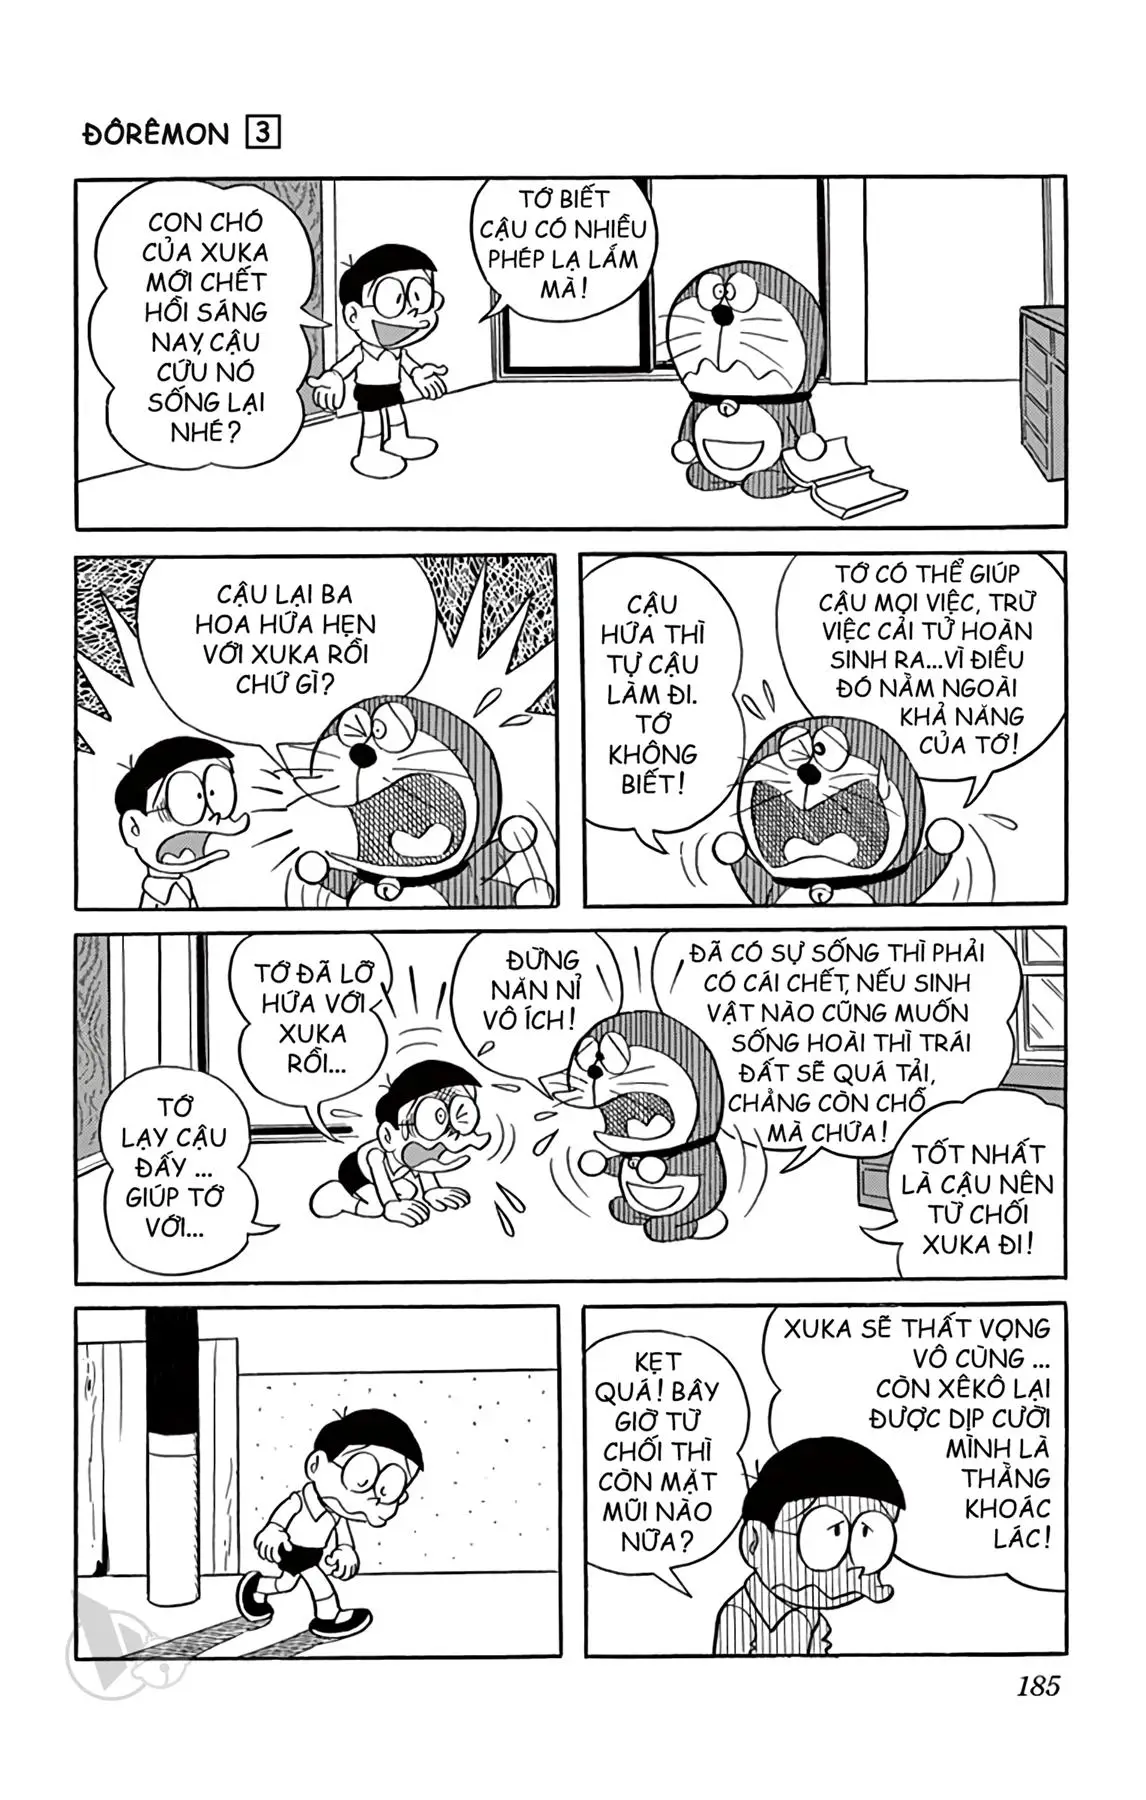 ĐÔRÊMON 3
CON CHÓ
CỦA XUKA
MỚI CHẾT
HỒI SÁNG
NAY, CẬU
CỨU NÓ
SỐNG LẠI
NHÉ?
TỚ BIẾT
CẬU CÓ NHIỀU
PHÉP LẠ LẮM
MÀ!
CẬU LẠI BA
HOA HỨA HẸN
VỚI XUKA RỒI
CHỨ GÌ?
CẬU
HỨA THÌ
TỰ CẬU
LÀM ĐI.
TỚ
KHÔNG
BIẾT!
TỚ CÓ THỂ GIÚP
CẬU MỌI VIỆC, TRỪ
VIỆC CẢI TỬ HOÀN
SINH RA...VÌ ĐIỀU
ĐÓ NẰM NGOÀI
KHẢ NĂNG
CỦA TỚ!
TỚ
LẠY CẬU
ĐẤY ...
GIÚP TỚ
VỚI...
TỚ ĐÃ LỠ
HỨA VỚI
XUKA
RỒI...
ĐỪNG
NĂN NỈ
VÔ ÍCH!
ĐÃ CÓ SỰ SỐNG THÌ PHẢI
CÓ CÁI CHẾT, NẾU SINH
VẬT NÀO CŨNG MUỐN
SỐNG HOÀI THÌ TRÁI
ĐẤT SẼ QUÁ TẢI,
CHẲNG CÒN CHỖ
MÀ CHỨA!
TỐT NHẤT
LÀ CẬU NÊN
TỪ CHỐI
XUKA ĐI!
KẸT
QUÁ! BÂY
GIỜ TỪ
CHỐI THÌ
CÒN MẶT
MŨI NÀO
NỮA?
XUKA SẼ THẤT VỌNG
VÔ CÙNG ...
CÒN XÊKÔ LẠI
ĐƯỢC DỊP CƯỜI
MÌNH LÀ
THẰNG
KHOÁC
LÁC!
185